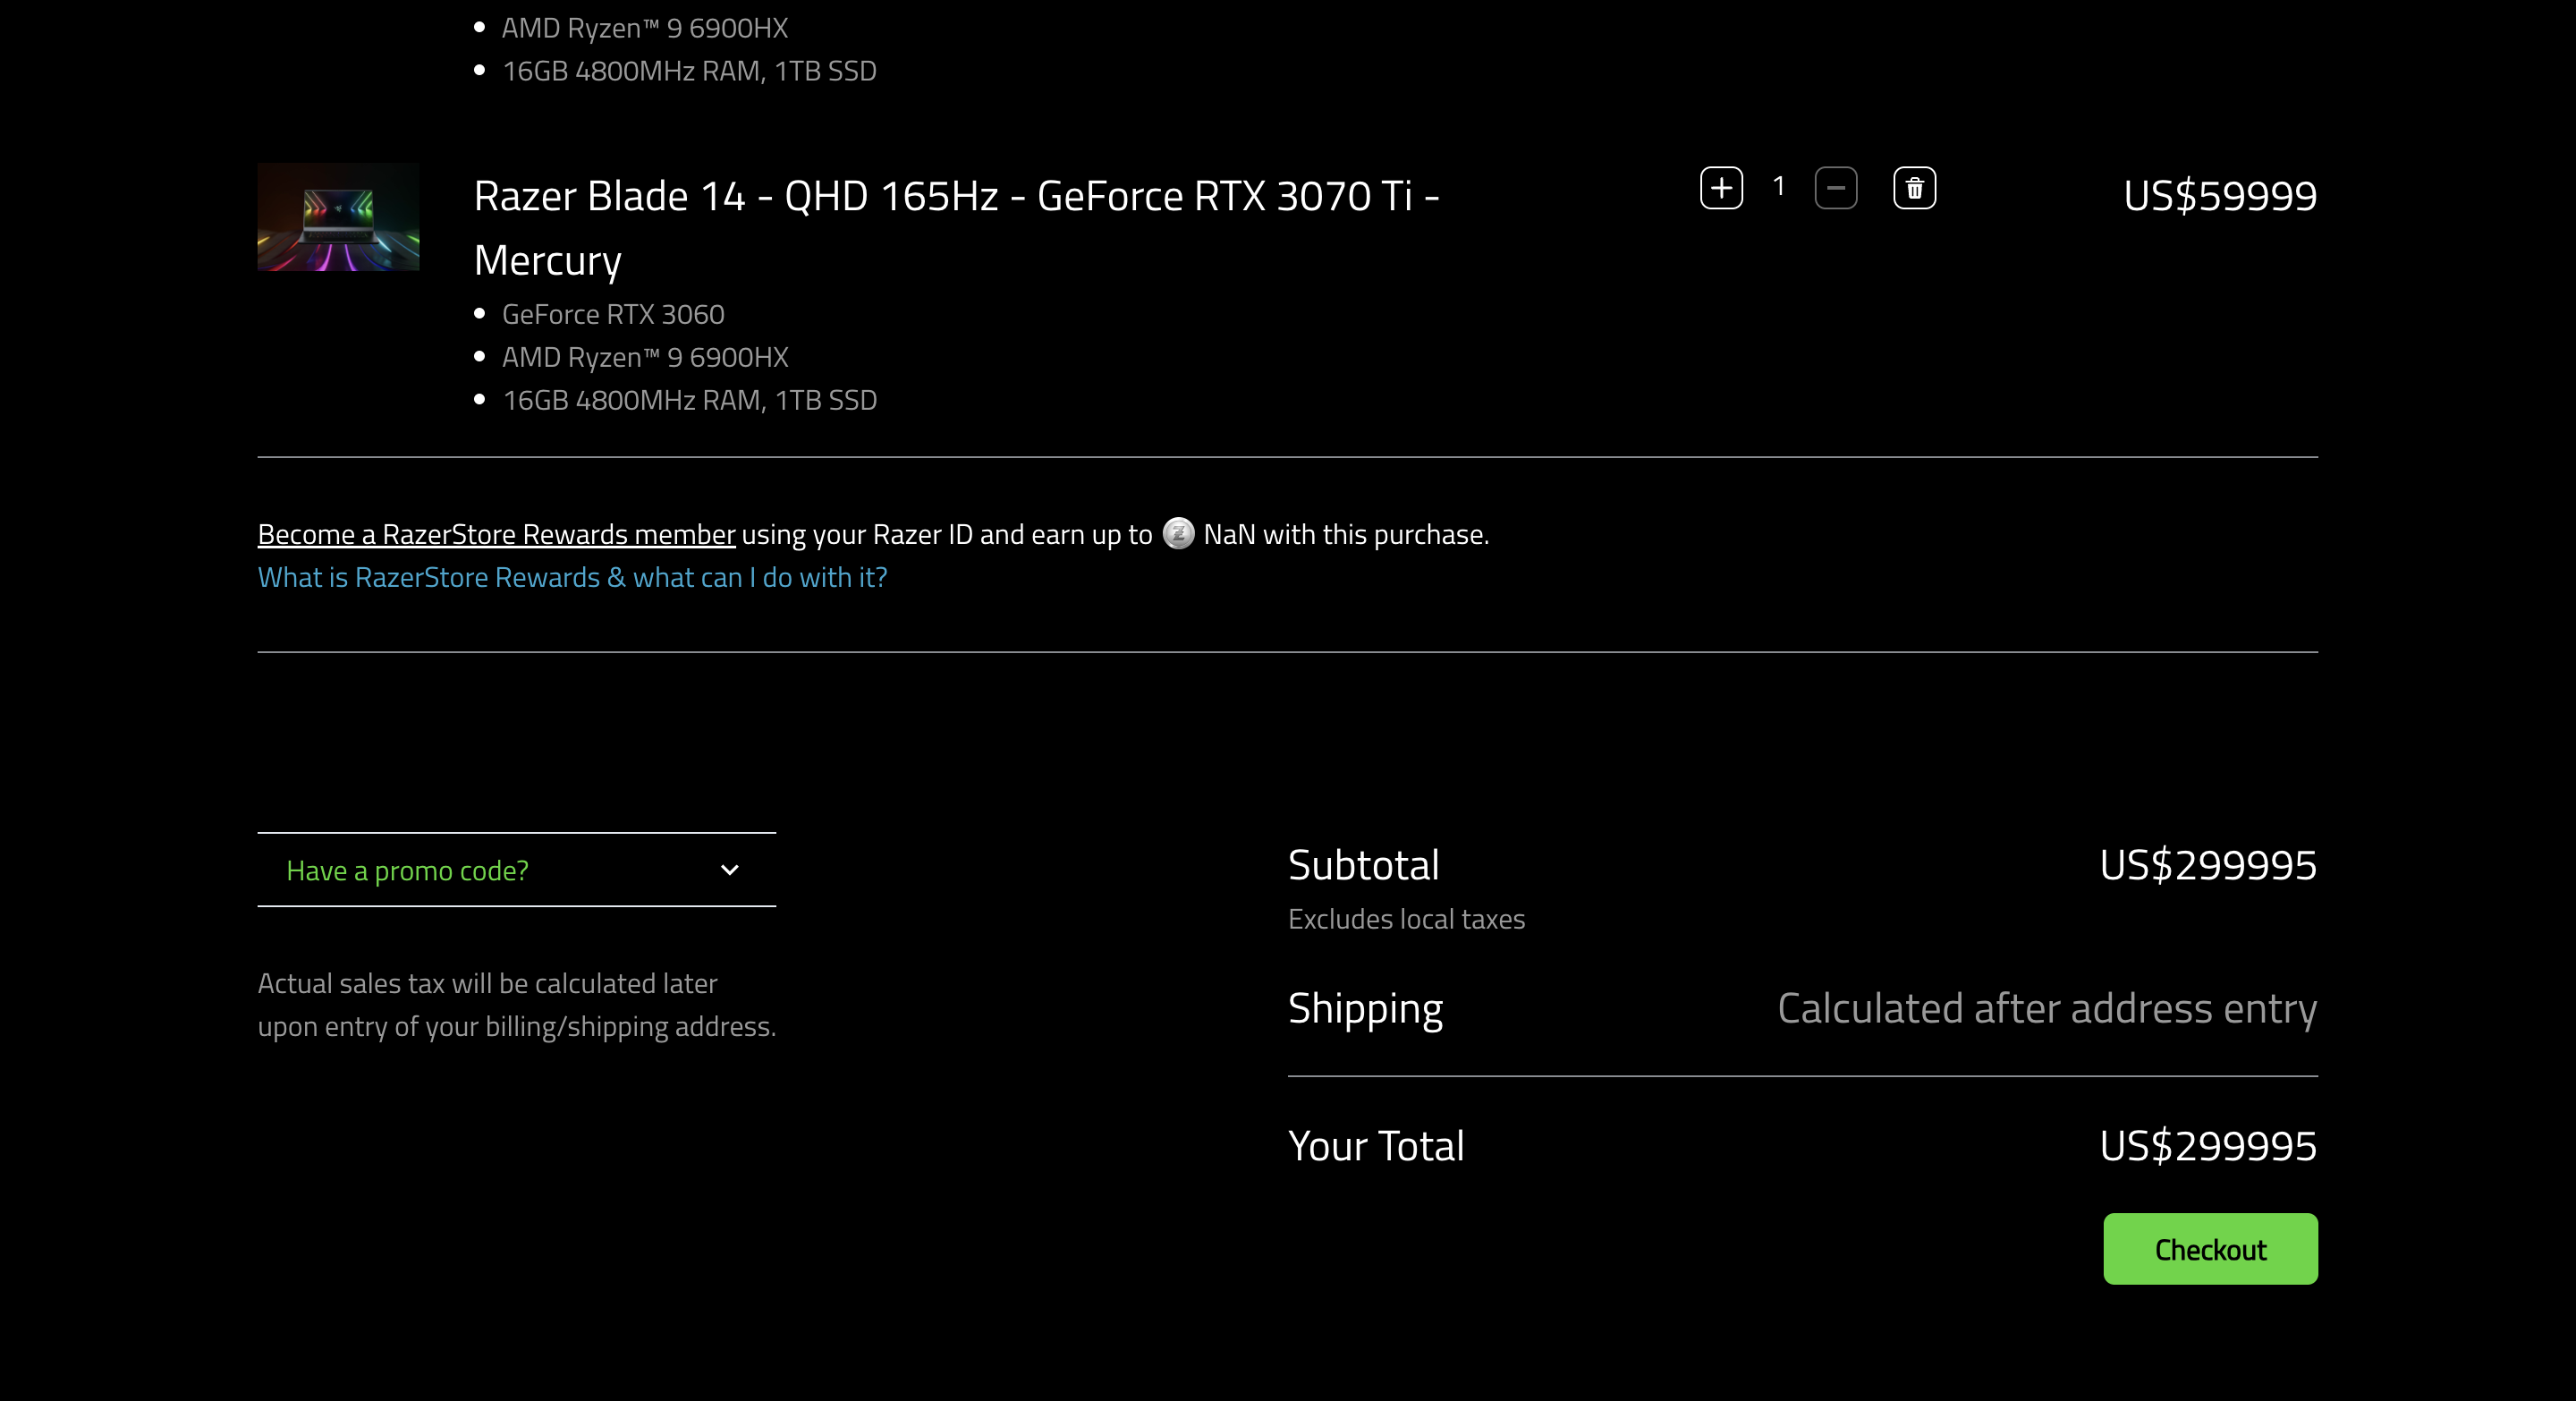 AMD Ryzen™ 9 6900HX
16GB 4800MHz RAM, 1TB SSD
Razer Blade 14 - QHD 165Hz - GeForce RTX 3070 Ti -
Mercury
1
US$59999
GeForce RTX 3060
AMD Ryzen™ 9 6900HX
16GB 4800MHz RAM, 1TB SSD
Become a RazerStore Rewards member using your Razer ID and earn up to NaN with this purchase.
What is RazerStore Rewards & what can I do with it?
Have a promo code?
Actual sales tax will be calculated later
upon entry of your billing/shipping address.
Subtotal US$299995
Excludes local taxes
Shipping Calculated after address entry
Your Total US$299995
Checkout